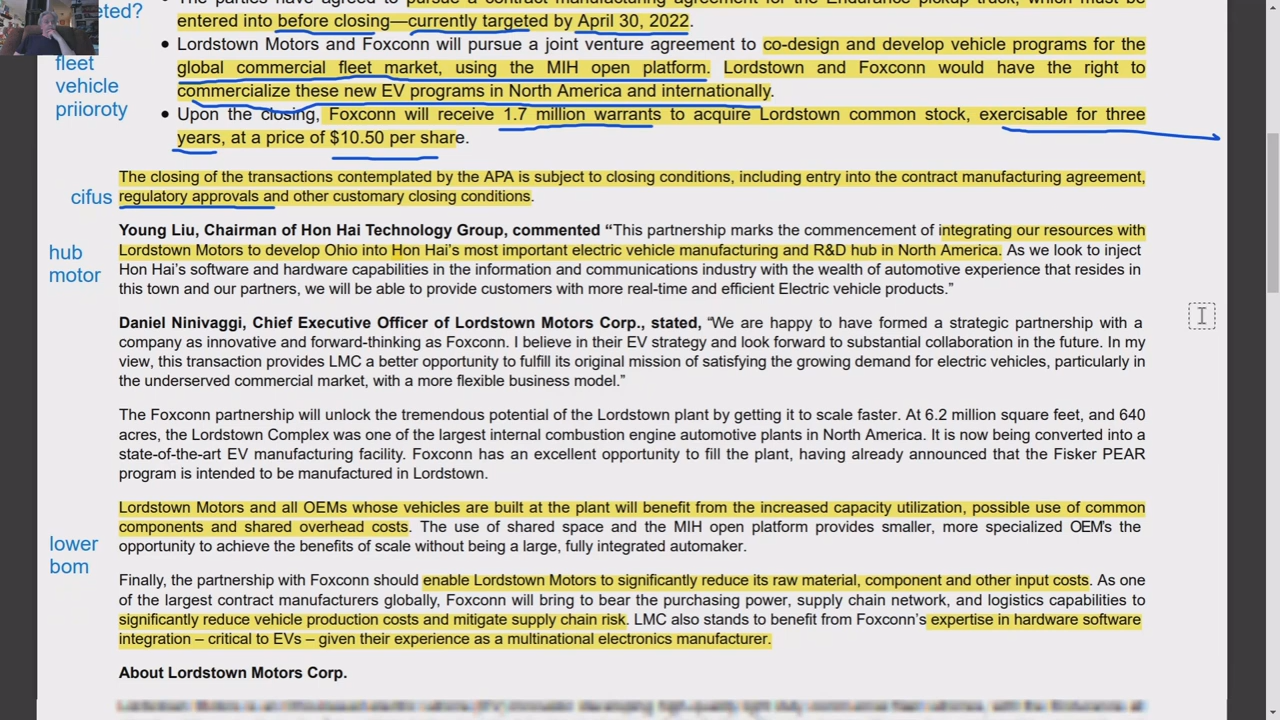 eted?
The parties have agreed to pursue a contract manufacturing agreement for the Endurance pickup truck, which must be
entered into before closing—currently targeted by April 30, 2022.
fleet
vehicle
priioroty
• Lordstown Motors and Foxconn will pursue a joint venture agreement to co-design and develop vehicle programs for the
global commercial fleet market, using the MIH open platform. Lordstown and Foxconn would have the right to
commercialize these new EV programs in North America and internationally.
• Upon the closing, Foxconn will receive 1.7 million warrants to acquire Lordstown common stock, exercisable for three
years, at a price of $10.50 per share.
cifus
The closing of the transactions contemplated by the APA is subject to closing conditions, including entry into the contract manufacturing agreement,
regulatory approvals and other customary closing conditions.
hub
motor
Young Liu, Chairman of Hon Hai Technology Group, commented “This partnership marks the commencement of integrating our resources with
Lordstown Motors to develop Ohio into Hon Hai’s most important electric vehicle manufacturing and R&D hub in North America. As we look to inject
Hon Hai’s software and hardware capabilities in the information and communications industry with the wealth of automotive experience that resides in
this town and our partners, we will be able to provide customers with more real-time and efficient Electric vehicle products.”
Daniel Ninivaggi, Chief Executive Officer of Lordstown Motors Corp., stated, “We are happy to have formed a strategic partnership with a
company as innovative and forward-thinking as Foxconn. I believe in their EV strategy and look forward to substantial collaboration in the future. In my
view, this transaction provides LMC a better opportunity to fulfill its original mission of satisfying the growing demand for electric vehicles, particularly in
the underserved commercial market, with a more flexible business model.”
The Foxconn partnership will unlock the tremendous potential of the Lordstown plant by getting it to scale faster. At 6.2 million square feet, and 640
acres, the Lordstown Complex was one of the largest internal combustion engine automotive plants in North America. It is now being converted into a
state-of-the-art EV manufacturing facility. Foxconn has an excellent opportunity to fill the plant, having already announced that the Fisker PEAR
program is intended to be manufactured in Lordstown.
Lordstown Motors and all OEMs whose vehicles are built at the plant will benefit from the increased capacity utilization, possible use of common
components and shared overhead costs. The use of shared space and the MIH open platform provides smaller, more specialized OEM's the
opportunity to achieve the benefits of scale without being a large, fully integrated automaker.
lower
bom
Finally, the partnership with Foxconn should enable Lordstown Motors to significantly reduce its raw material, component and other input costs. As one
of the largest contract manufacturers globally, Foxconn will bring to bear the purchasing power, supply chain network, and logistics capabilities to
significantly reduce vehicle production costs and mitigate supply chain risk. LMC also stands to benefit from Foxconn’s expertise in hardware software
integration – critical to EVs – given their experience as a multinational electronics manufacturer.
About Lordstown Motors Corp.